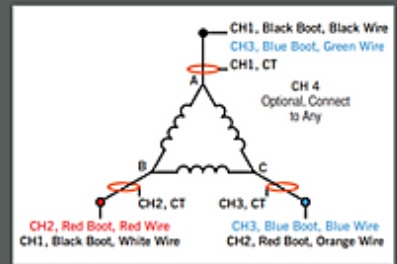 CH1, Black Boot, Black Wire
CH3, Blue Boot, Green Wire
CH1, CT
A
CH 4
Optional, Connect
to Any
B
C
CH2, CT
CH3, CT
CH2, Red Boot, Red Wire
CH1, Black Boot, White Wire
CH3, Blue Boot, Blue Wire
CH2, Red Boot, Orange Wire